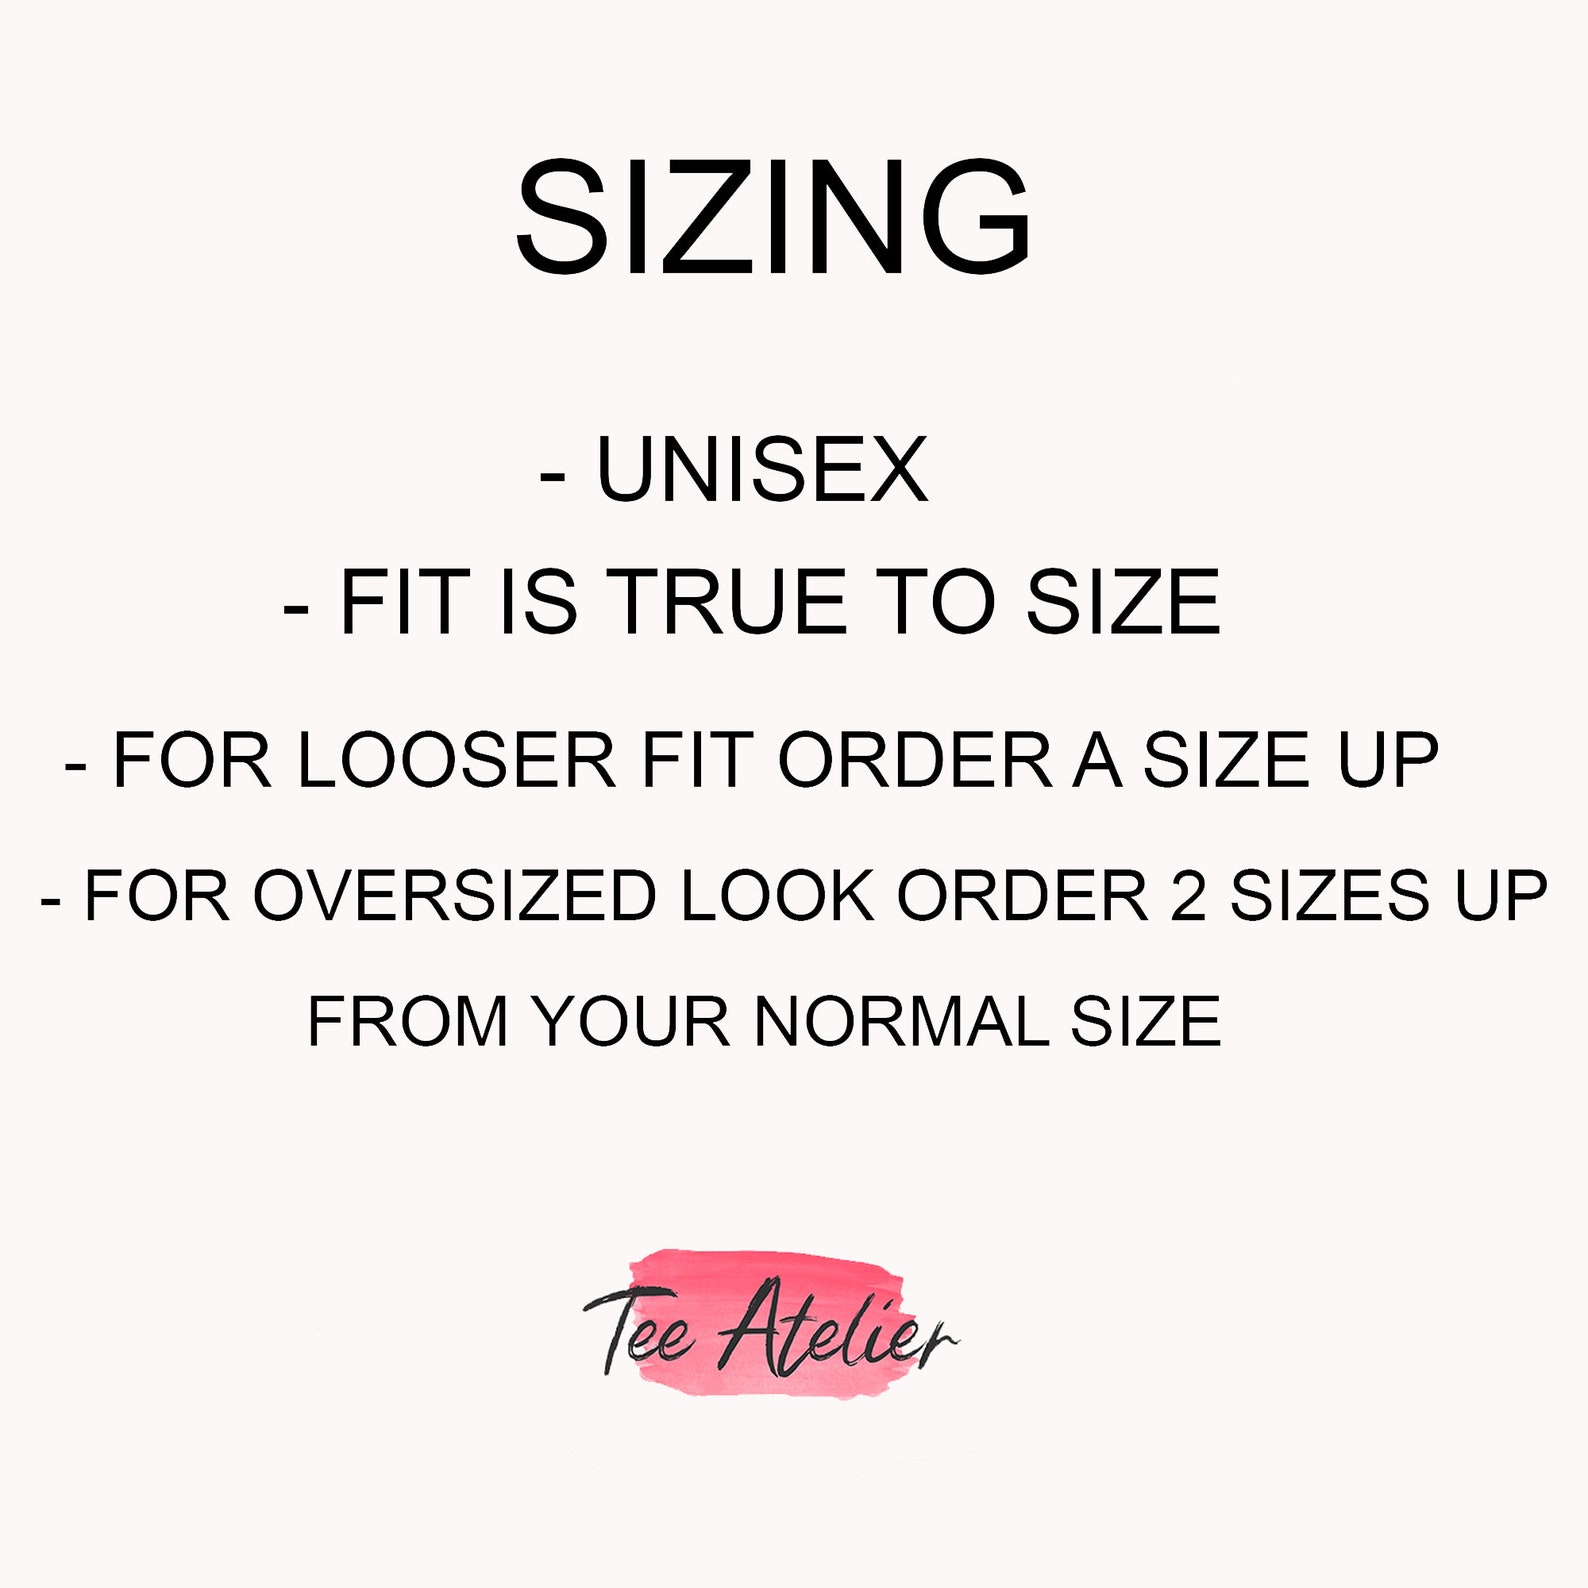 SIZING
- UNISEX
- FIT IS TRUE TO SIZE
- FOR LOOSER FIT ORDER A SIZE UP
- FOR OVERSIZED LOOK ORDER 2 SIZES UP
FROM YOUR NORMAL SIZE
Tee Atelier